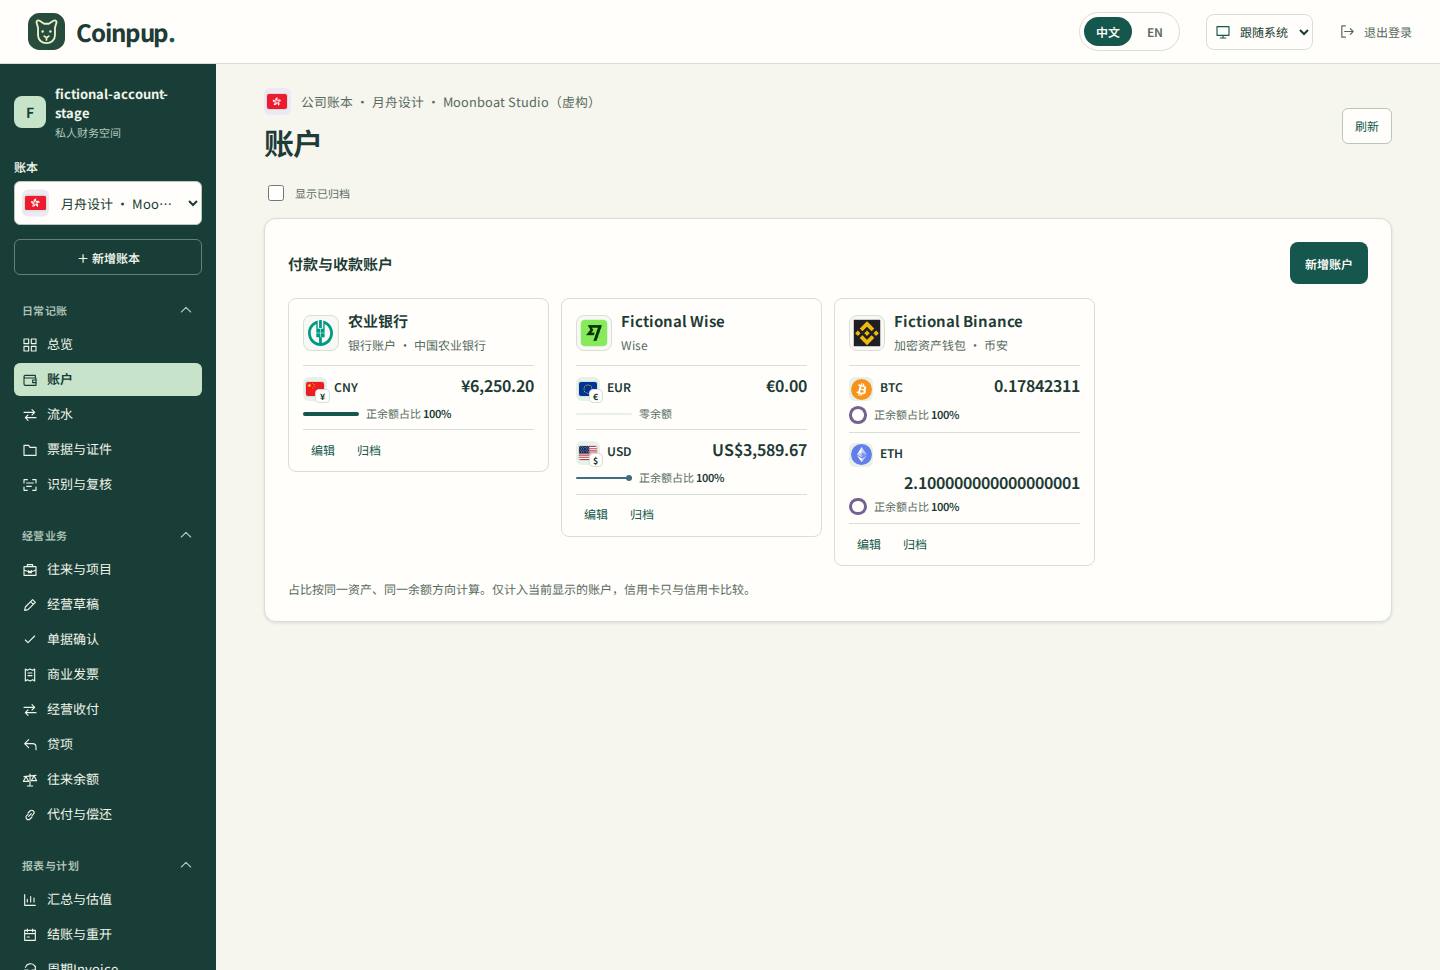 Coinpup.
中文
EN
跟随系统
退出登录
F
fictional-account-
stage
私人财务空间
账本
月舟设计 · Moo···
+ 新增账本
日常记账
总览
账户
流水
票据与证件
识别与复核
经营业务
往来与项目
经营草稿
单据确认
商业发票
经营收付
贷项
往来余额
代付与偿还
报表与计划
汇总与估值
结账与重开
周期Invoice
公司账本 · 月舟设计 · Moonboat Studio（虚构）
账户
刷新
显示已归档
付款与收款账户
新增账户
农业银行
银行账户 · 中国农业银行
¥
CNY
¥6,250.20
正余额占比 100%
编辑
归档
Fictional Wise
Wise
€
EUR
€0.00
零余额
$
USD
US$3,589.67
正余额占比 100%
编辑
归档
Fictional Binance
加密资产钱包 · 币安
BTC
0.17842311
正余额占比 100%
ETH
2.100000000000000001
正余额占比 100%
编辑
归档
占比按同一资产、同一余额方向计算。仅计入当前显示的账户，信用卡只与信用卡比较。